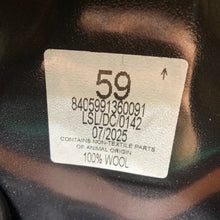 59
8405991360091
LSL/DC/0142
07/2025
CONTAINS NON-TEXTILE PARTS
OF ANIMAL ORIGIN
100% WOOL